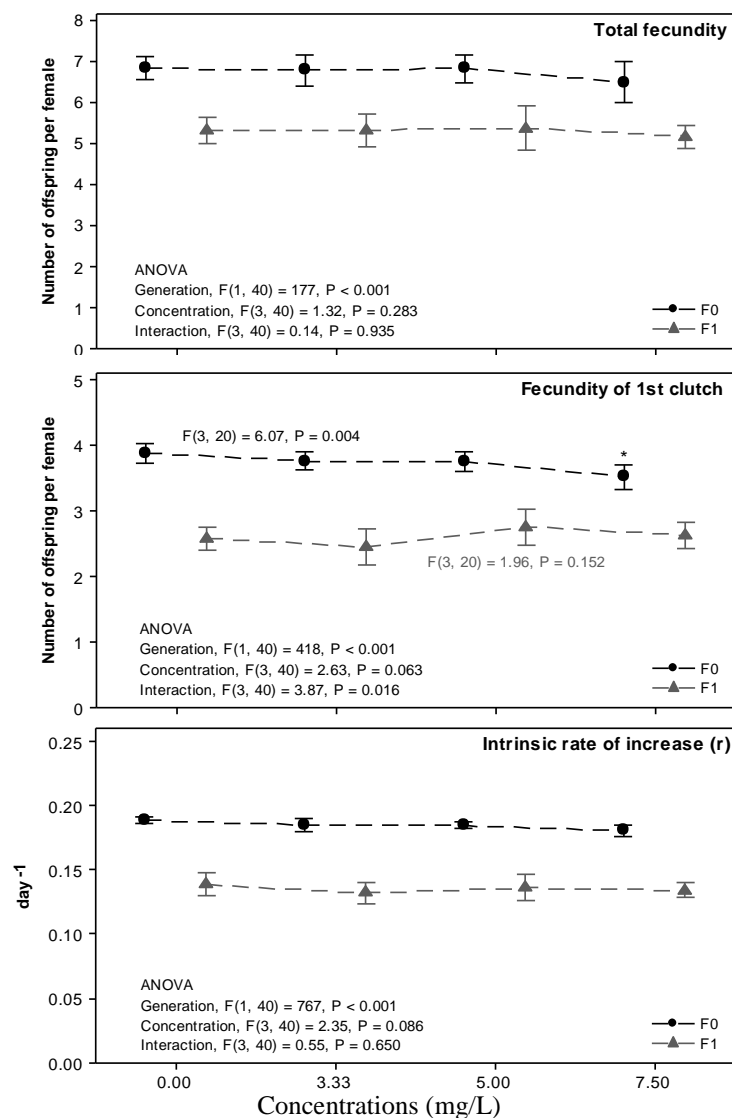 Total fecundity
Number of offspring per female
8
7
6
5
4
3
2
1
0
ANOVA
Generation, F(1, 40) = 177, P < 0.001
Concentration, F(3, 40) = 1.32, P = 0.283
Interaction, F(3, 40) = 0.14, P = 0.935
F0
F1
Fecundity of 1st clutch
Number of offspring per female
5
4
3
2
1
0
F(3, 20) = 6.07, P = 0.004
*
F(3, 20) = 1.96, P = 0.152
ANOVA
Generation, F(1, 40) = 418, P < 0.001
Concentration, F(3, 40) = 2.63, P = 0.063
Interaction, F(3, 40) = 3.87, P = 0.016
F0
F1
Intrinsic rate of increase (r)
day -1
0.25
0.20
0.15
0.10
0.05
0.00
ANOVA
Generation, F(1, 40) = 767, P < 0.001
Concentration, F(3, 40) = 2.35, P = 0.086
Interaction, F(3, 40) = 0.55, P = 0.650
F0
F1
0.00 3.33 5.00 7.50
Concentrations (mg/L)